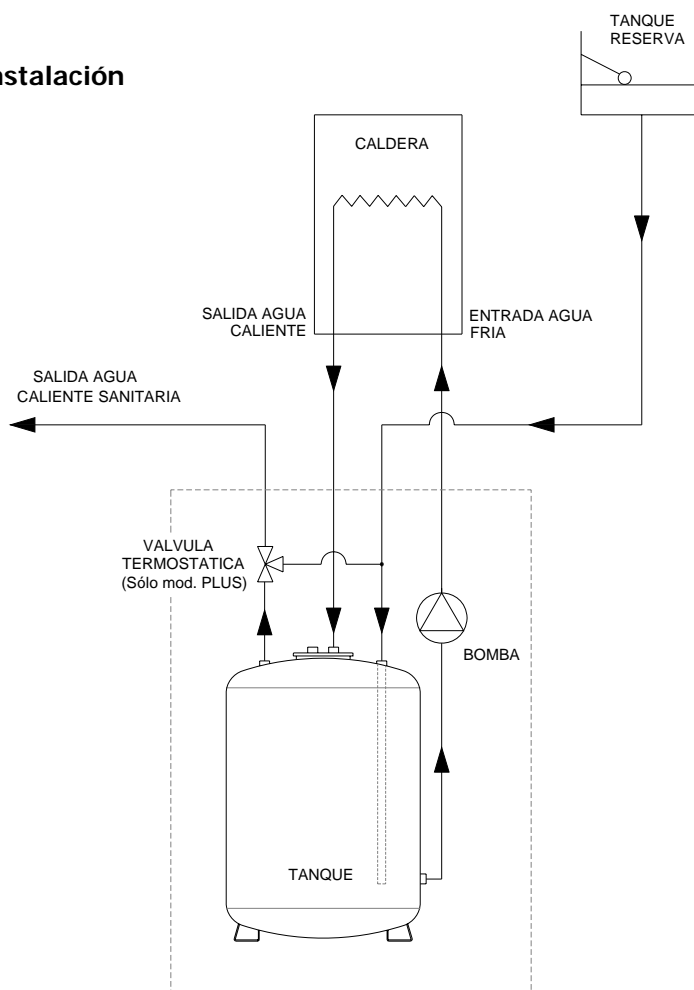 nstalación
TANQUE
RESERVA
CALDERA
SALIDA AGUA
CALIENTE
ENTRADA AGUA
FRIA
SALIDA AGUA
CALIENTE SANITARIA
VALVULA
TERMOSTATICA
(Sólo mod. PLUS)
BOMBA
TANQUE